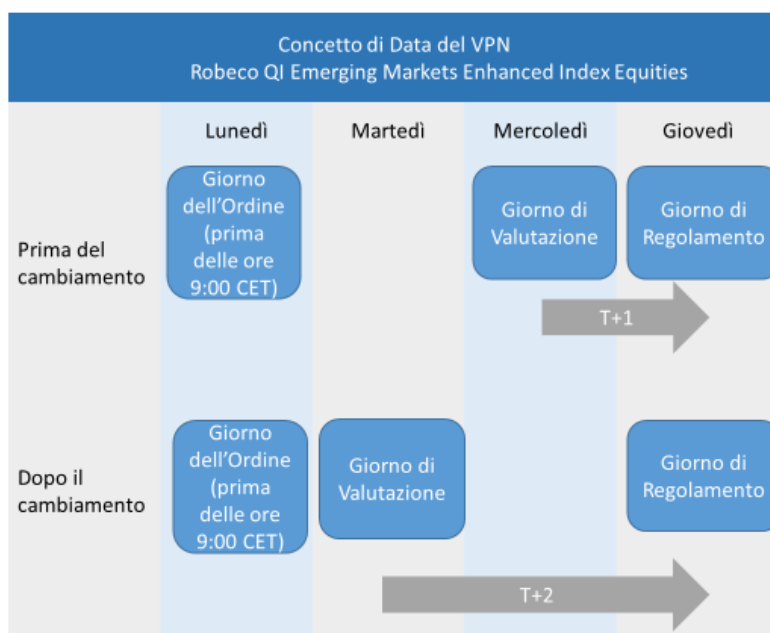 Concetto di Data del VPN
Robeco QI Emerging Markets Enhanced Index Equities
Lunedì
Martedì
Mercoledì
Giovedì
Prima del
cambiamento
Giorno
dell'Ordine
(prima
delle ore
9:00 CET)
Giorno di
Valutazione
Giorno di
Regolamento
T+1
Dopo il
cambiamento
Giorno
dell'Ordine
(prima
delle ore
9:00 CET)
Giorno di
Valutazione
Giorno di
Regolamento
T+2